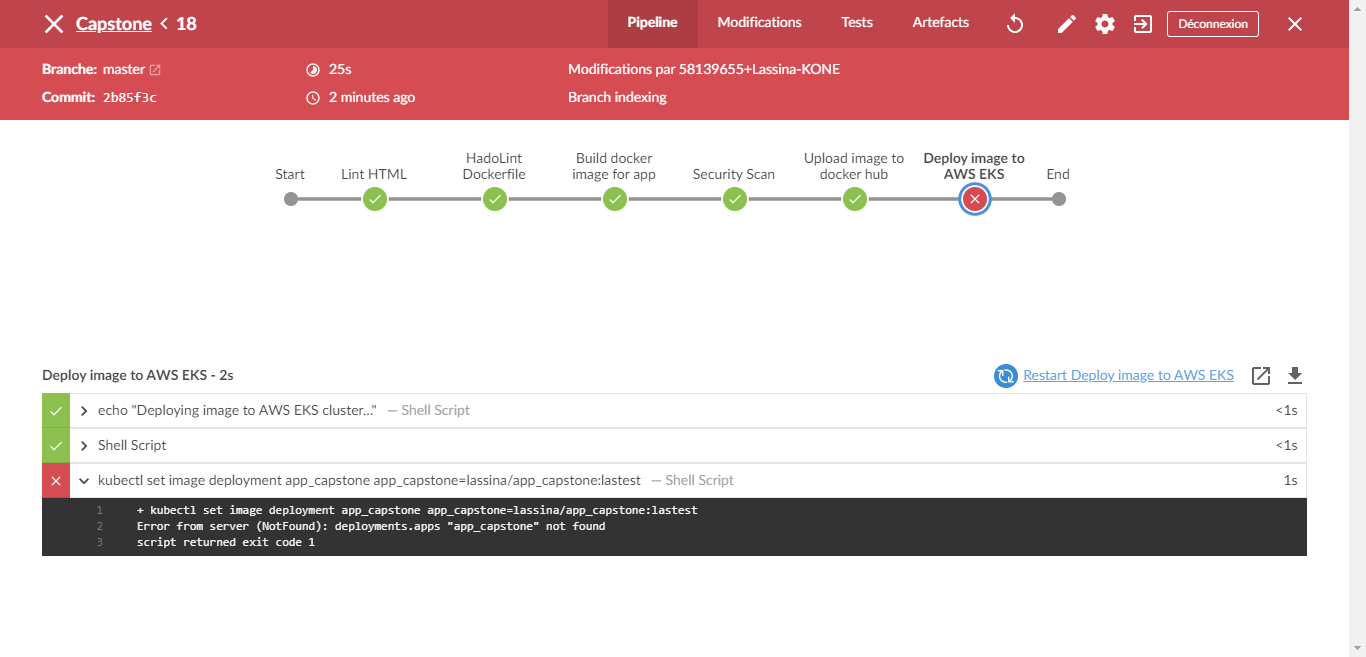 Capstone < 18 Pipeline Modifications Tests Artefacts Déconnexion
Branche: master 25s Modifications par 58139655+Lassina-KONE
Commit: 2b85f3c 2 minutes ago Branch indexing
Start
Lint HTML
HadoLint
Dockerfile
Build docker
image for app
Security Scan
Upload image to
docker hub
Deploy image to
AWS EKS
End
Deploy image to AWS EKS - 2s Restart Deploy image to AWS EKS
echo "Deploying image to AWS EKS cluster..." — Shell Script <1s
Shell Script <1s
kubectl set image deployment app_capstone app_capstone=lassina/app_capstone:lastest — Shell Script 1s
1 + kubectl set image deployment app_capstone app_capstone=lassina/app_capstone:lastest
2 Error from server (NotFound): deployments.apps "app_capstone" not found
3 script returned exit code 1